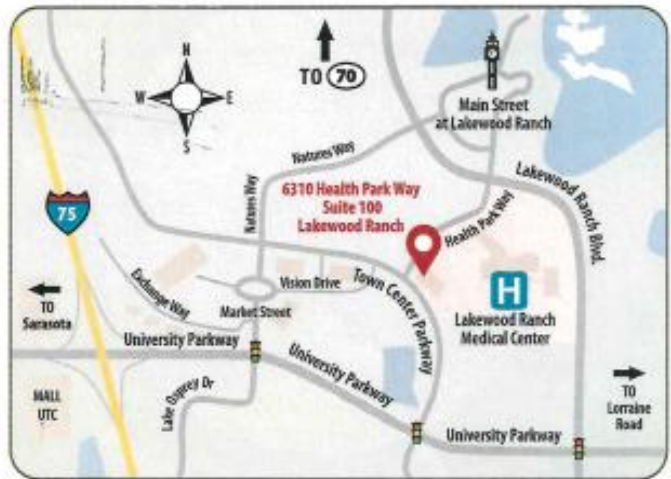 N
W E
S
TO 70
Main Street
at Lakewood Ranch
Natures Way
Natures Way
6310 Health Park Way
Suite 100
Lakewood Ranch
Health Park Way
Lakewood Ranch Blvd.
75
TO
Sarasota
Exchange Way
Vision Drive
Market Street
Town Center Parkway
H
Lakewood Ranch
Medical Center
University Parkway
University Parkway
MALL
UTC
Lake Osprey Dr
University Parkway
TO
Lorraine
Road